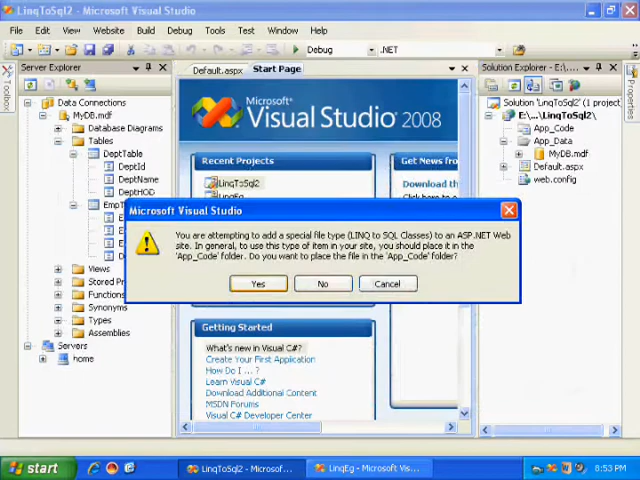 LinqToSql2 - Microsoft Visual Studio
File Edit View Website Build Debug Tools Test Window Help
Debug .NET
Server Explorer
Default.aspx Start Page
Solution Explorer - E:\...
Toolbox
Properties
Data Connections
MyDB.mdf
Database Diagrams
Tables
DeptTable
DeptId
DeptName
DeptHOD
Views
Stored
Functions
Synonyms
Types
Assemblies
Servers
home
Microsoft®
Visual Studio 2008
Recent Projects
LinqToSql2
LinqEg
Get News fro
Download th
Solution 'LinqToSql2' (1 project
E:\...\LinqToSql2\
App_Code
App_Data
MyDB.mdf
Default.aspx
web.config
Microsoft Visual Studio
You are attempting to add a special file type (LINQ to SQL Classes) to an ASP.NET Web
site. In general, to use this type of item in your site, you should place it in the
'App_Code' folder. Do you want to place the file in the 'App_Code' folder?
Yes No Cancel
Getting Started
What's new in Visual C#?
Create Your First Application
How Do I ... ?
Learn Visual C#
Download Additional Content
MSDN Forums
Visual C# Developer Center
start
LinqToSql2 - Microsof...
LinqEg - Microsoft Vis...
8:53 PM